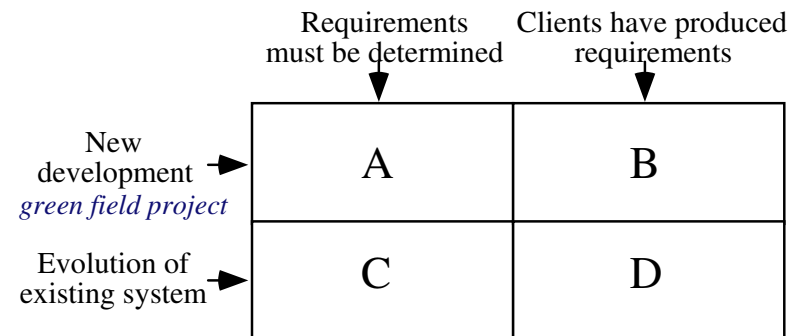 Requirements
must be determined
Clients have produced
requirements
New
development
green field project
A
B
Evolution of
existing system
C
D